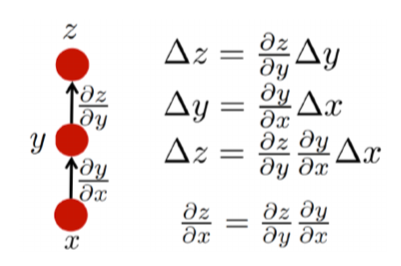 z
∂z/∂y
y
∂y/∂x
x
Δz = ∂z/∂y Δy
Δy = ∂y/∂x Δx
Δz = ∂z/∂y ∂y/∂x Δx
∂z/∂x = ∂z/∂y ∂y/∂x